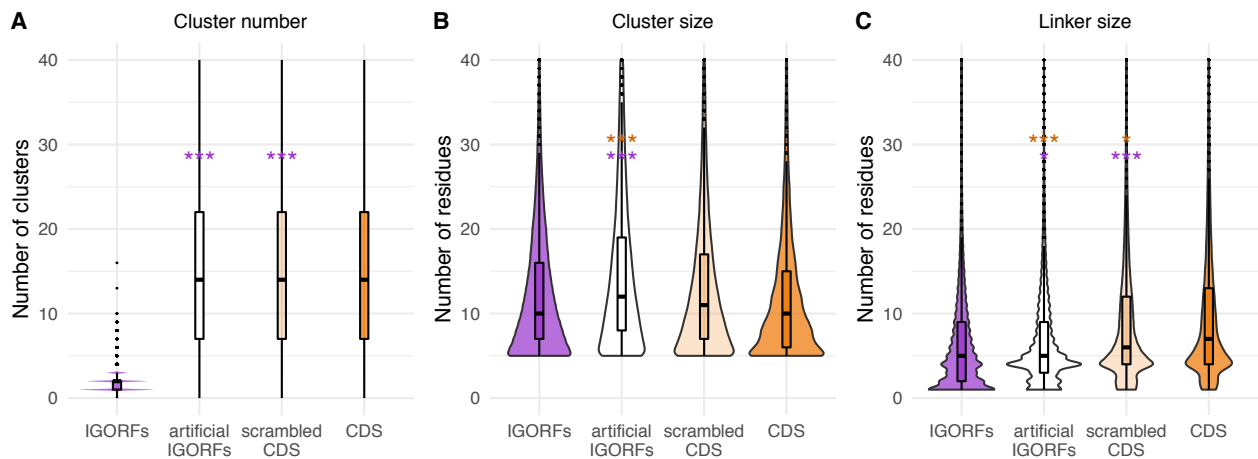 A Cluster number
Number of clusters
40
30
20
10
0
***
***
IGORFs
artificial
IGORFs
scrambled
CDS
CDS
B Cluster size
Number of residues
40
30
20
10
0
***
***
IGORFs
artificial
IGORFs
scrambled
CDS
CDS
C Linker size
Number of residues
40
30
20
10
0
***
*
*
***
IGORFs
artificial
IGORFs
scrambled
CDS
CDS